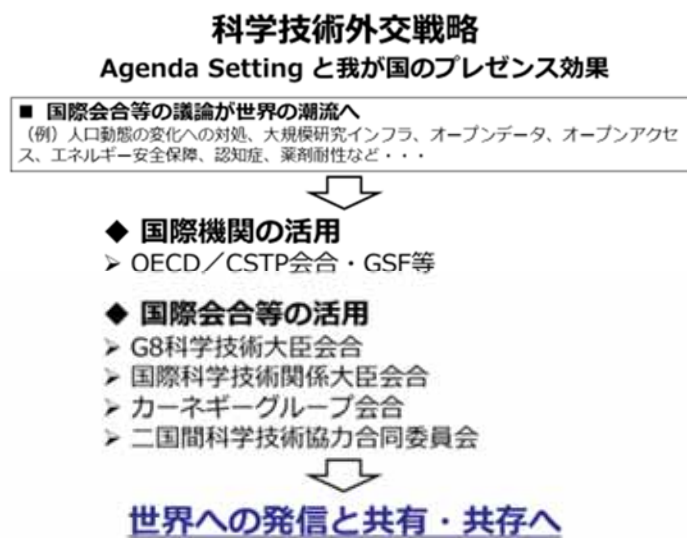 科学技術外交戦略
Agenda Setting と我が国のプレゼンス効果
■ 国際会合等の議論が世界の潮流へ
（例）人口動態の変化への対処、大規模研究インフラ、オープンデータ、オープンアクセ
ス、エネルギー安全保障、認知症、薬剤耐性など・・・
◆ 国際機関の活用
➢ OECD／CSTP会合・GSF等
◆ 国際会合等の活用
➢ G8科学技術大臣会合
➢ 国際科学技術関係大臣会合
➢ カーネギーグループ会合
➢ 二国間科学技術協力合同委員会
世界への発信と共有・共存へ